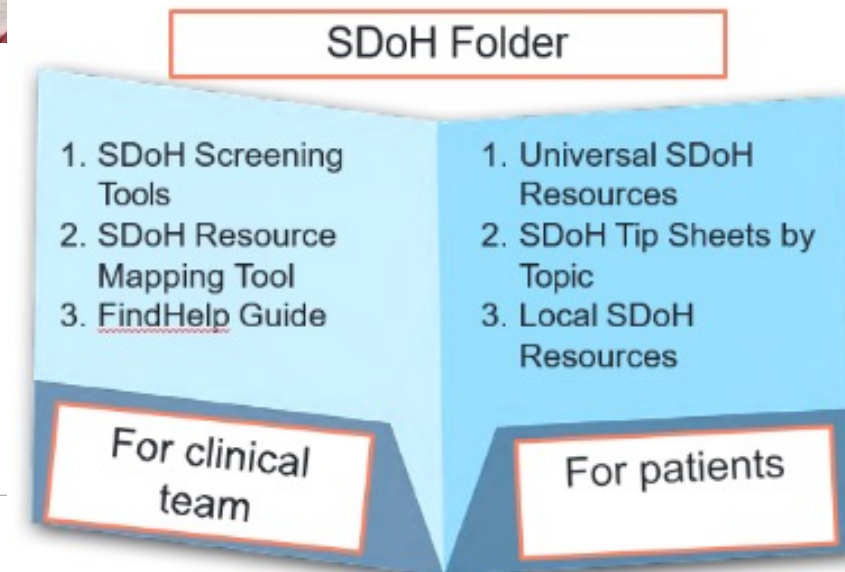 SDoH Folder
1. SDoH Screening
Tools
2. SDoH Resource
Mapping Tool
3. FindHelp Guide
For clinical
team
1. Universal SDoH
Resources
2. SDoH Tip Sheets by
Topic
3. Local SDoH
Resources
For patients